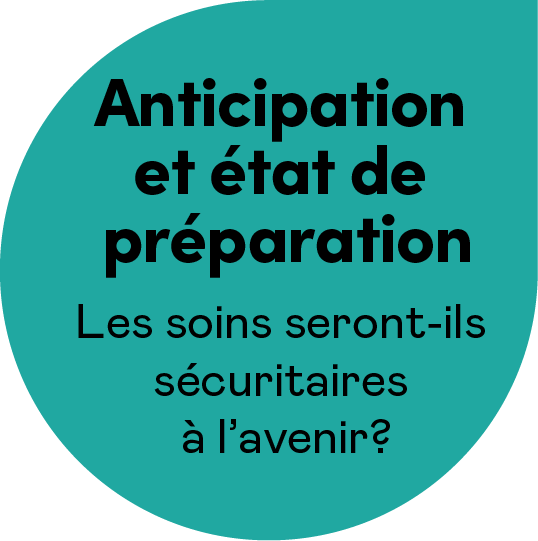 Anticipation
et état de
préparation
Les soins seront-ils
sécuritaires
à l’avenir?